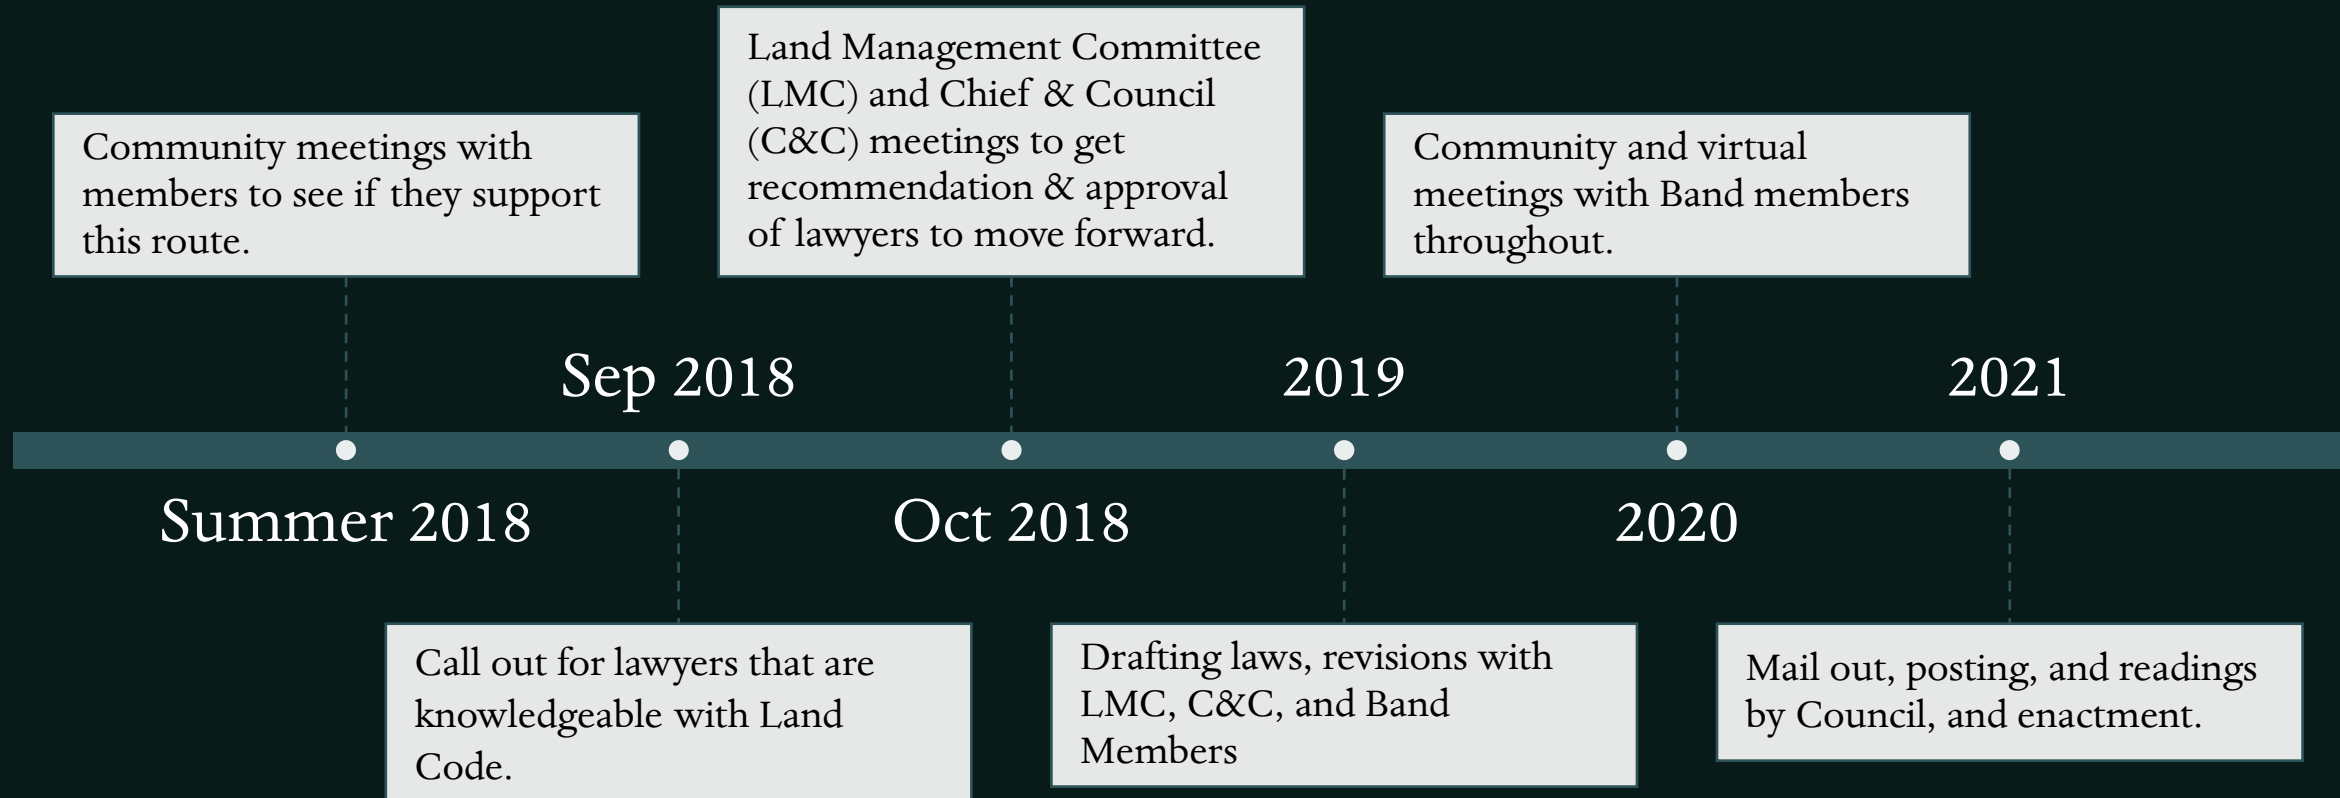 Land Management Committee
(LMC) and Chief & Council
(C&C) meetings to get
recommendation & approval
of lawyers to move forward.
Community meetings with
members to see if they support
this route.
Community and virtual
meetings with Band members
throughout.
Sep 2018
2019
2021
Summer 2018
Oct 2018
2020
Call out for lawyers that are
knowledgeable with Land
Code.
Drafting laws, revisions with
LMC, C&C, and Band
Members
Mail out, posting, and readings
by Council, and enactment.